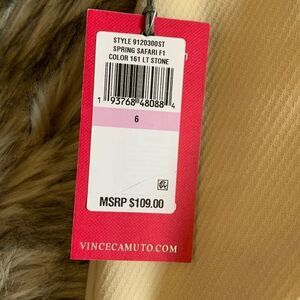 STYLE 9120300ST
SPRING SAFARI F1
COLOR 161 LT STONE
1 93768 48088 4
6
MSRP $109.00
VINCECAMUTO.COM